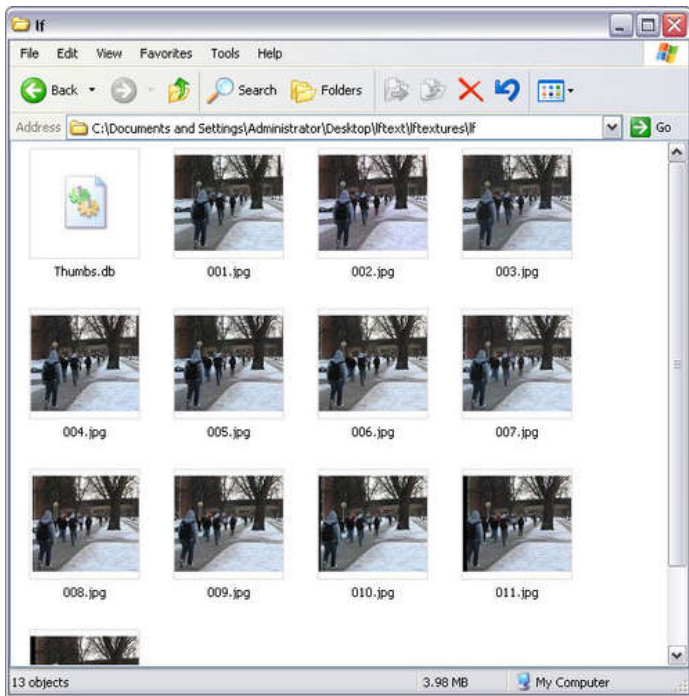 lf
File Edit View Favorites Tools Help
Back Search Folders
Address C:\Documents and Settings\Administrator\Desktop\lftext\lftextures\lf Go
Thumbs.db 001.jpg 002.jpg 003.jpg
004.jpg 005.jpg 006.jpg 007.jpg
008.jpg 009.jpg 010.jpg 011.jpg
13 objects 3.98 MB My Computer